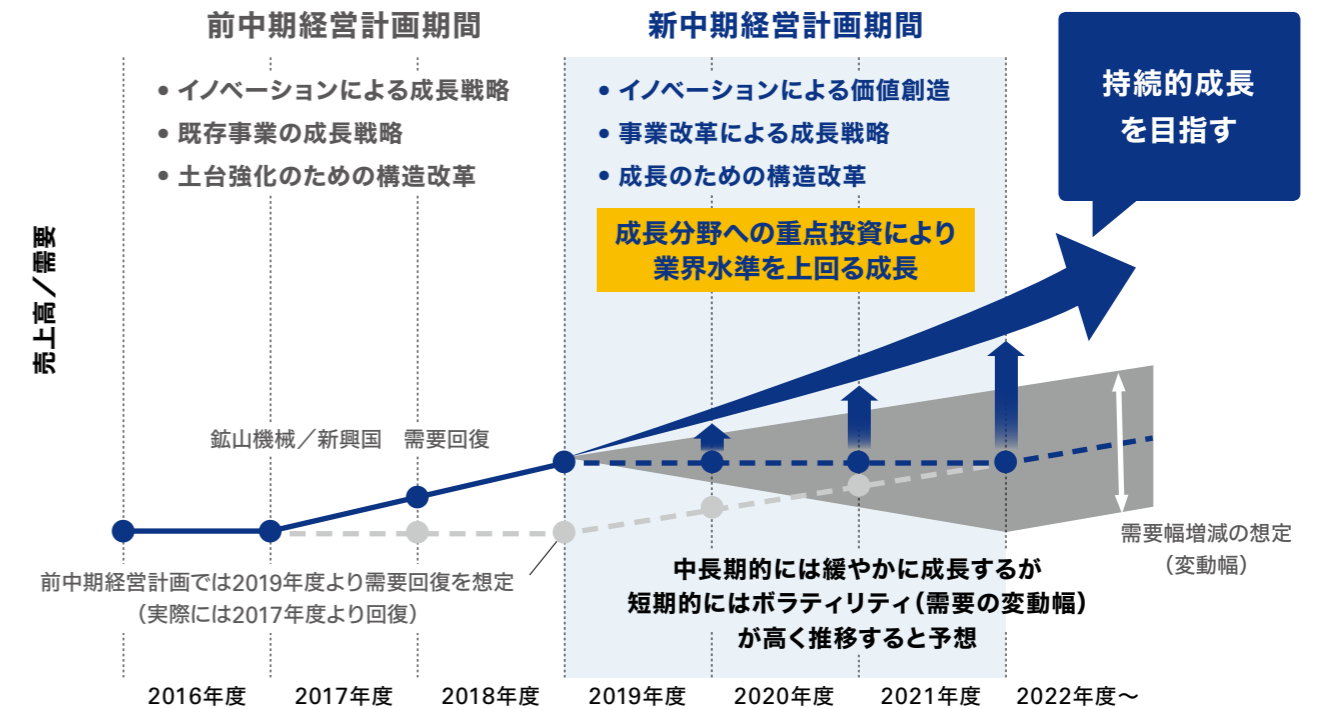 前中期経営計画期間
• イノベーションによる成長戦略
• 既存事業の成長戦略
• 土台強化のための構造改革
新中期経営計画期間
• イノベーションによる価値創造
• 事業改革による成長戦略
• 成長のための構造改革
成長分野への重点投資により
業界水準を上回る成長
持続的成長
を目指す
売上高／需要
鉱山機械／新興国　需要回復
前中期経営計画では2019年度より需要回復を想定
（実際には2017年度より回復）
中長期的には緩やかに成長するが
短期的にはボラティリティ（需要の変動幅）
が高く推移すると予想
需要幅増減の想定
（変動幅）
2016年度
2017年度
2018年度
2019年度
2020年度
2021年度
2022年度～